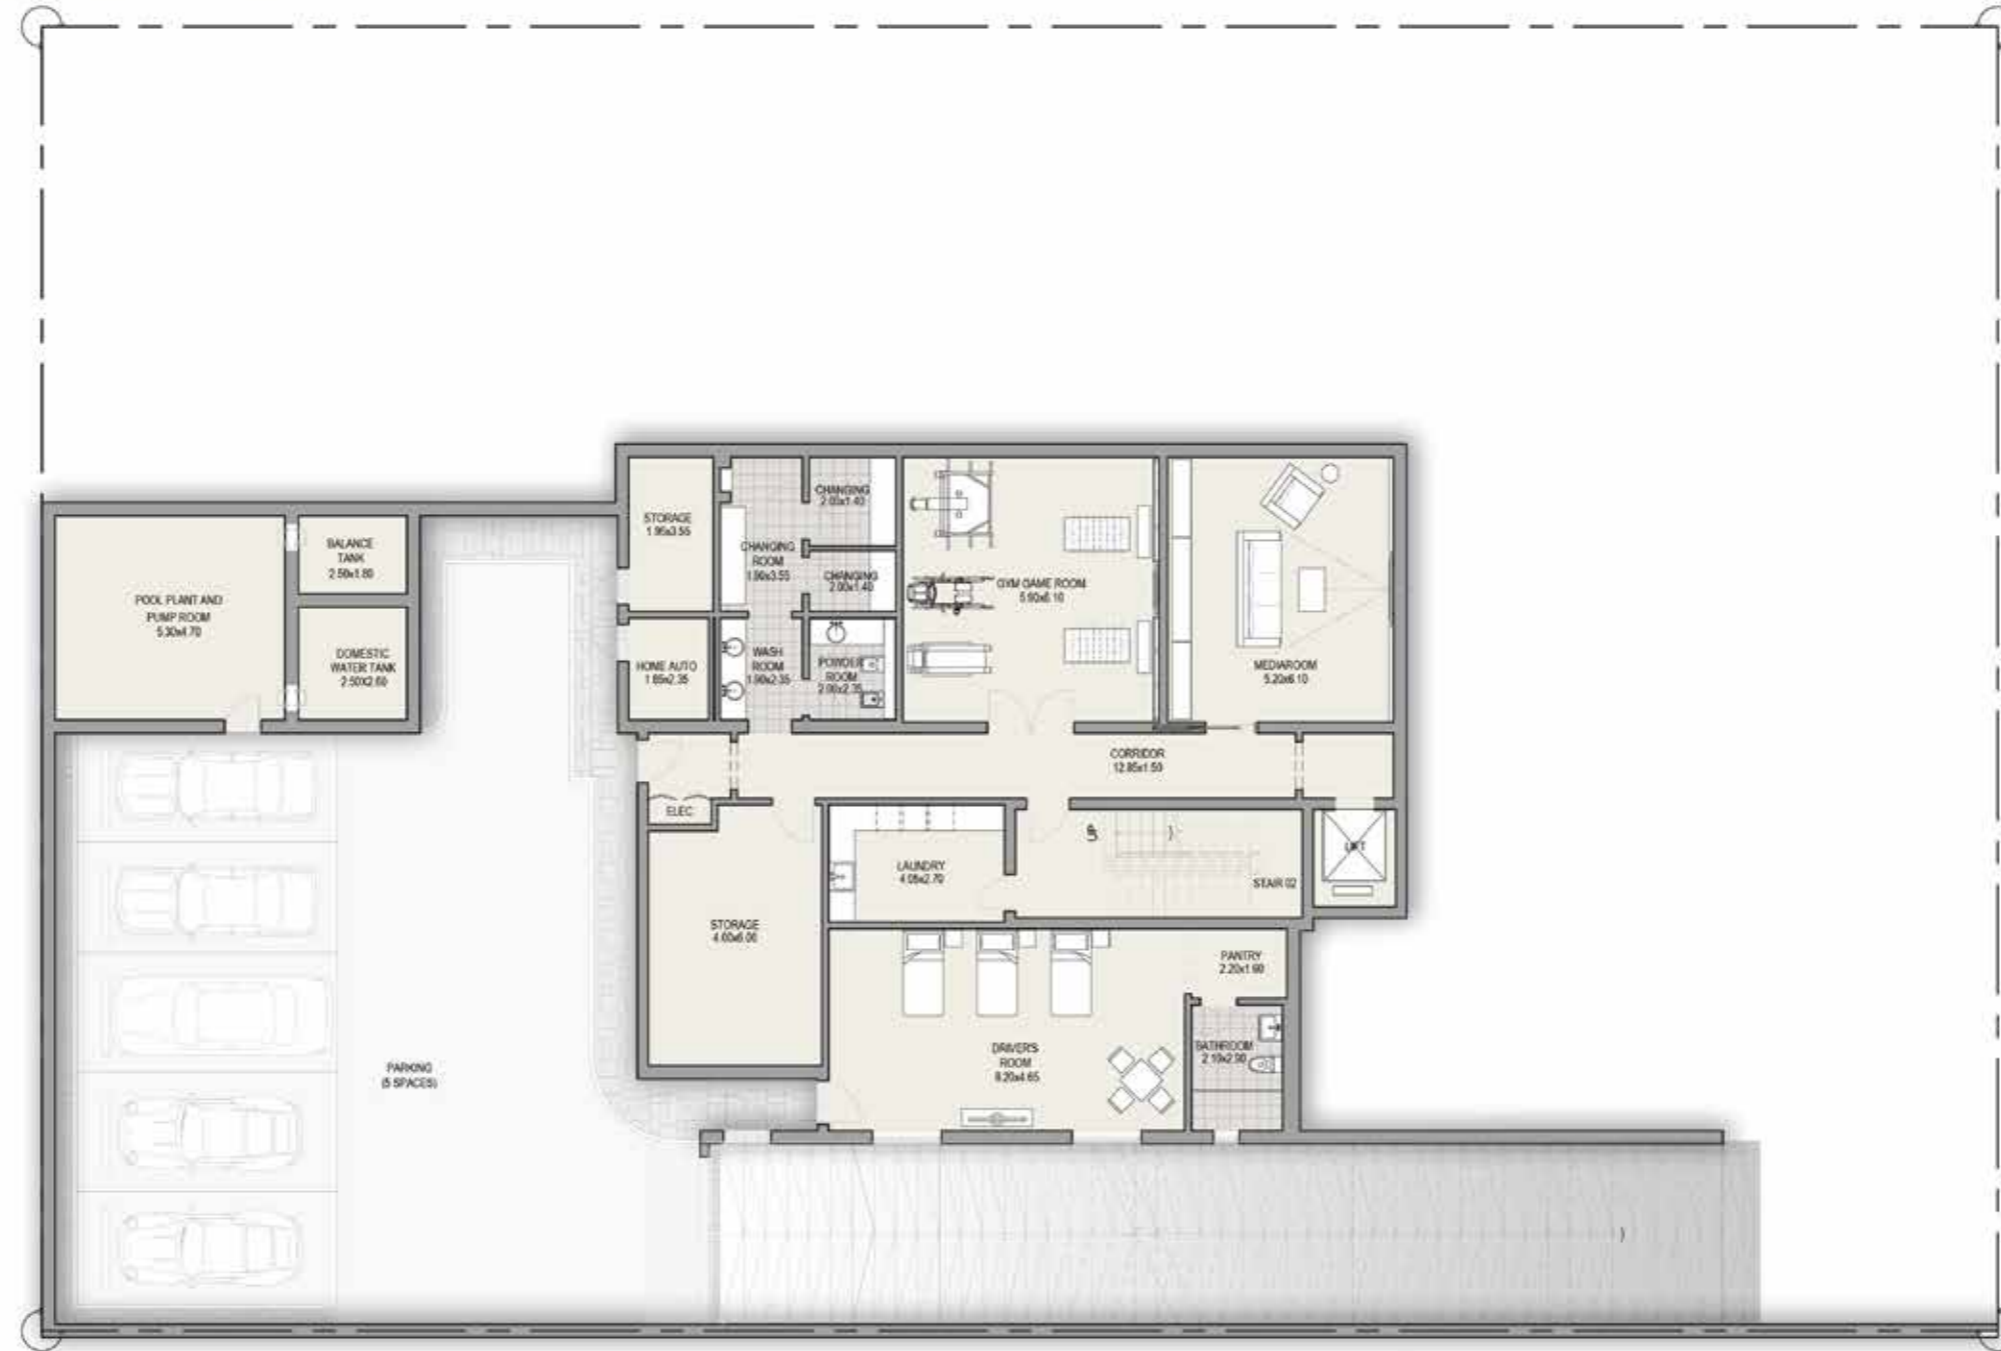 CHANGING
2.00x1.40
STORAGE
1.95x3.55
CHANGING
ROOM
1.90x3.55
BALANCE
TANK
2.50x1.80
CHANGING
2.00x1.40
GYM GAME ROOM
5.90x6.10
POOL PLANT AND
PUMP ROOM
5.30x4.70
DOMESTIC
WATER TANK
2.50X2.60
HOME AUTO
1.85x2.35
WASH
ROOM
1.90x2.35
POWDER
ROOM
2.00x2.35
MEDIAROOM
5.20x6.10
CORRIDOR
12.85x1.50
ELEC
LIFT
LAUNDRY
4.05x2.70
STAIR 02
STORAGE
4.00x6.00
PANTRY
2.20x1.60
DRIVER'S
ROOM
8.20x4.65
BATHROOM
2.10x2.90
PARKING
(5 SPACES)